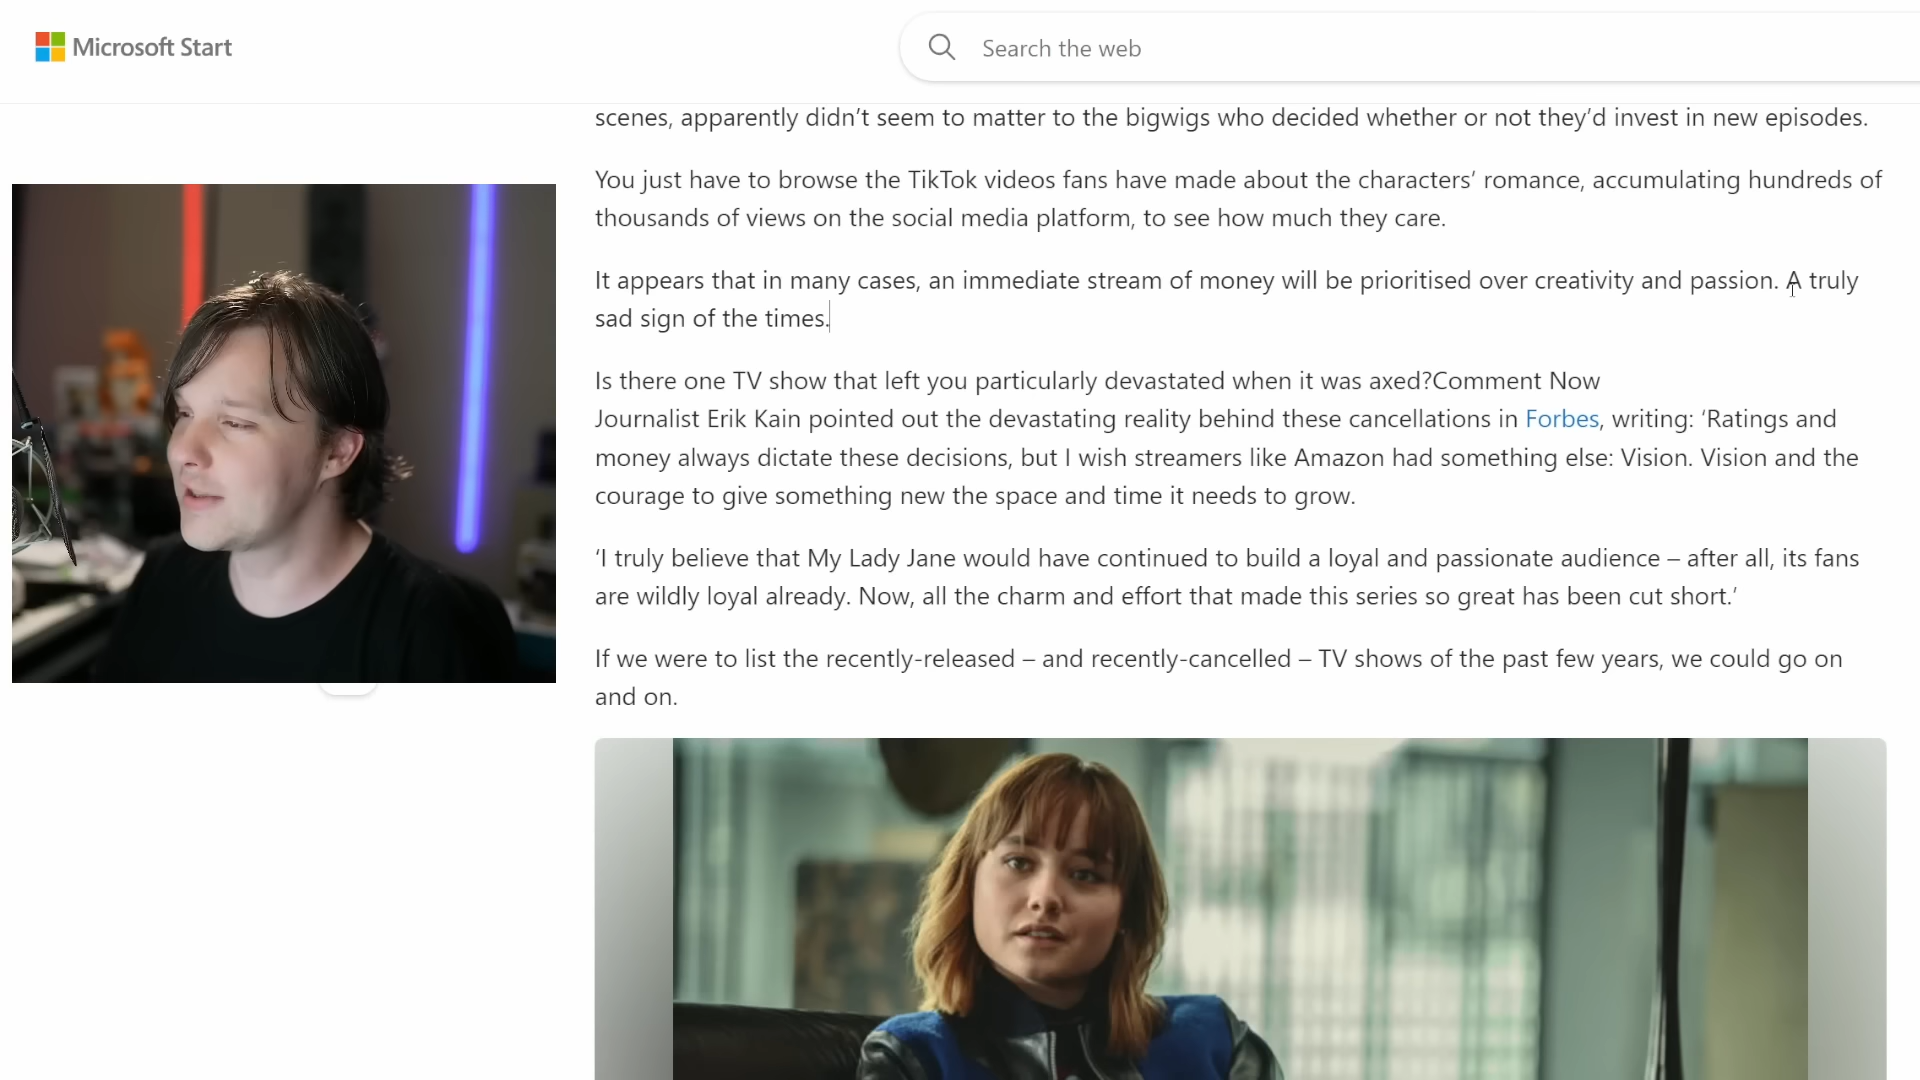 Microsoft Start
Search the web
scenes, apparently didn’t seem to matter to the bigwigs who decided whether or not they’d invest in new episodes.
You just have to browse the TikTok videos fans have made about the characters’ romance, accumulating hundreds of
thousands of views on the social media platform, to see how much they care.
It appears that in many cases, an immediate stream of money will be prioritised over creativity and passion. A truly
sad sign of the times.
Is there one TV show that left you particularly devastated when it was axed?Comment Now
Journalist Erik Kain pointed out the devastating reality behind these cancellations in Forbes, writing: ‘Ratings and
money always dictate these decisions, but I wish streamers like Amazon had something else: Vision. Vision and the
courage to give something new the space and time it needs to grow.
‘I truly believe that My Lady Jane would have continued to build a loyal and passionate audience – after all, its fans
are wildly loyal already. Now, all the charm and effort that made this series so great has been cut short.’
If we were to list the recently-released – and recently-cancelled – TV shows of the past few years, we could go on
and on.